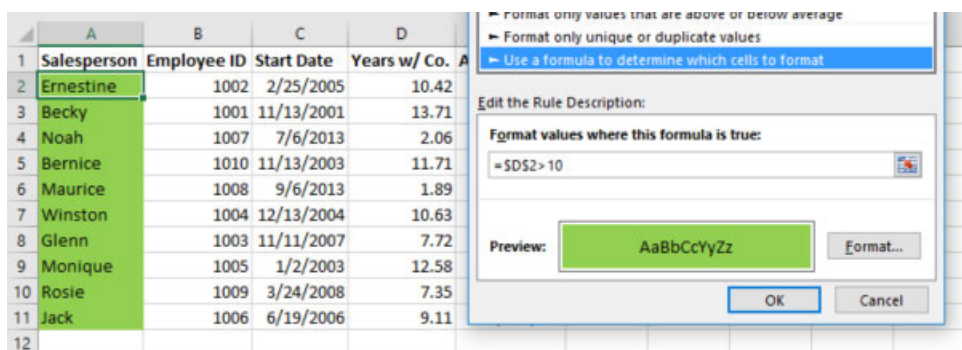 ► Format only values that are above or below average
► Format only unique or duplicate values
► Use a formula to determine which cells to format
A B C D
1 Salesperson Employee ID Start Date Years w/ Co. A
2 Ernestine 1002 2/25/2005 10.42
3 Becky 1001 11/13/2001 13.71
4 Noah 1007 7/6/2013 2.06
5 Bernice 1010 11/13/2003 11.71
6 Maurice 1008 9/6/2013 1.89
7 Winston 1004 12/13/2004 10.63
8 Glenn 1003 11/11/2007 7.72
9 Monique 1005 1/2/2003 12.58
10 Rosie 1009 3/24/2008 7.35
11 Jack 1006 6/19/2006 9.11
12
Edit the Rule Description:
Format values where this formula is true:
=$D$2>10
Preview: AaBbCcYyZz Format...
OK Cancel